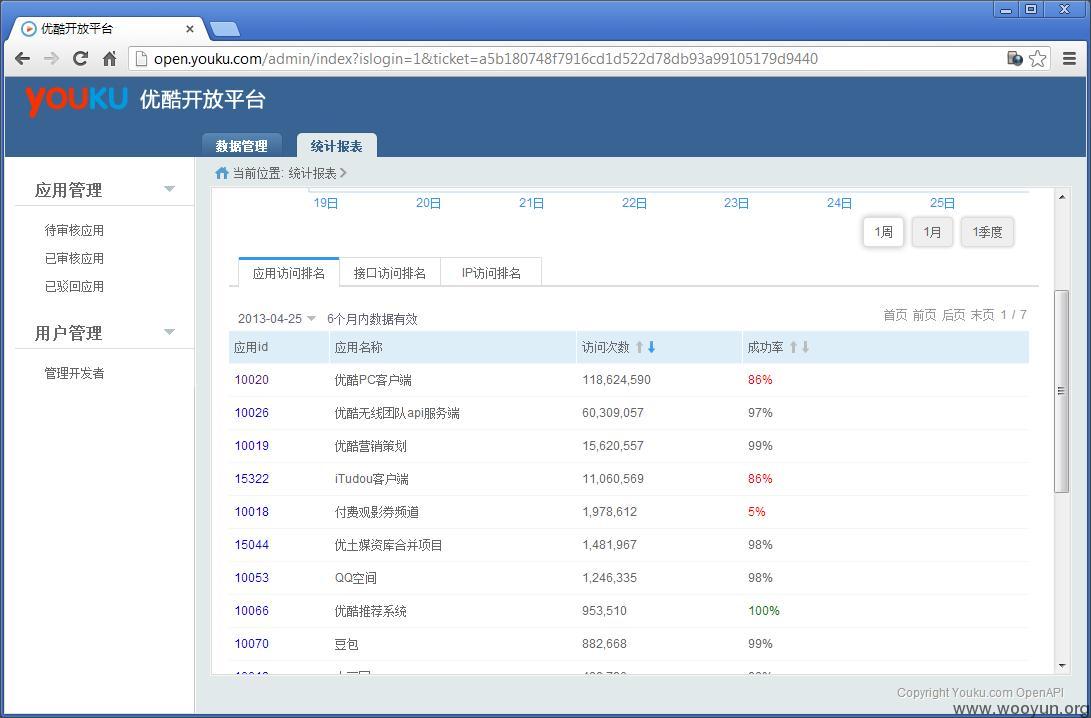 优酷开放平台
open.youku.com/admin/index?islogin=1&ticket=a5b180748f7916cd1d522d78db93a99105179d9440
YOUKU 优酷开放平台
数据管理 统计报表
当前位置: 统计报表
应用管理
待审核应用
已审核应用
已驳回应用
用户管理
管理开发者
19日 20日 21日 22日 23日 24日 25日
1周 1月 1季度
应用访问排名 接口访问排名 IP访问排名
2013-04-25 6个月内数据有效 首页 前页 后页 末页 1 / 7
应用id 应用名称 访问次数 成功率
10020 优酷PC客户端 118,624,590 86%
10026 优酷无线团队api服务端 60,309,057 97%
10019 优酷营销策划 15,620,557 99%
15322 iTudou客户端 11,060,569 86%
10018 付费观影券频道 1,978,612 5%
15044 优土媒资库合并项目 1,481,967 98%
10053 QQ空间 1,246,335 98%
10066 优酷推荐系统 953,510 100%
10070 豆包 882,668 99%
Copyright Youku.com OpenAPI
www.wooyun.org